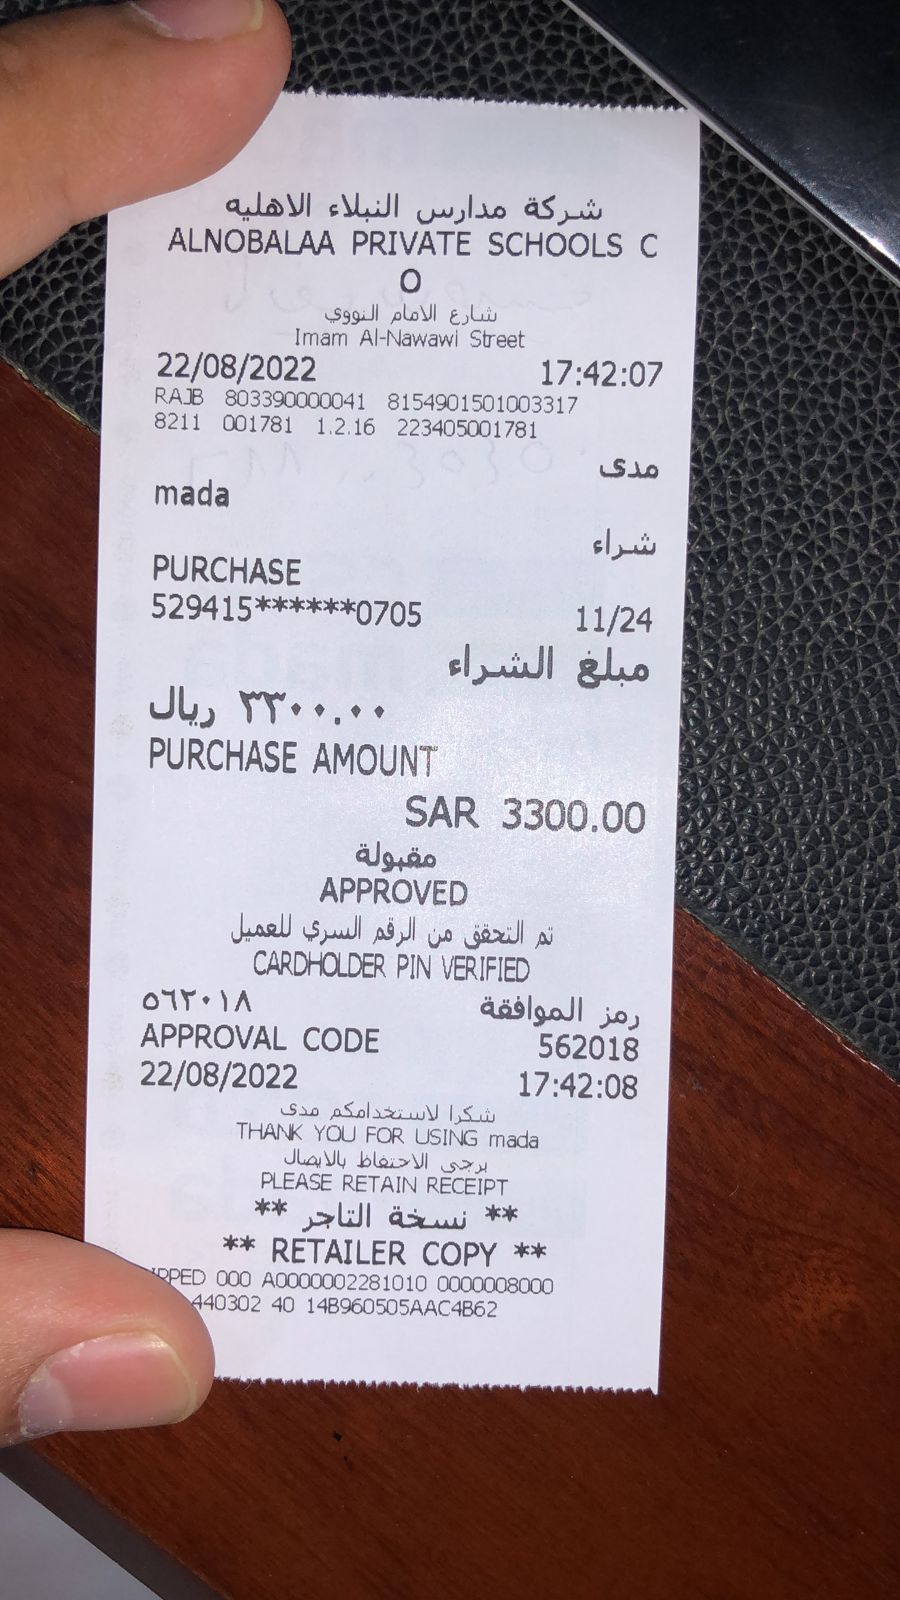 شركة مدارس النبلاء الاهليه
ALNOBALAA PRIVATE SCHOOLS C
O
شارع الامام النووي
Imam Al-Nawawi Street
22/08/2022 17:42:07
RAJB 803390000041 8154901501003317
8211 001781 1.2.16 223405001781
مدى
mada
شراء
PURCHASE
529415******0705 11/24
مبلغ الشراء
٣٣٠٠.٠٠ ريال
PURCHASE AMOUNT
SAR 3300.00
مقبولة
APPROVED
تم التحقق من الرقم السري للعميل
CARDHOLDER PIN VERIFIED
رمز الموافقة ٥٦٢٠١٨
APPROVAL CODE 562018
22/08/2022 17:42:08
شكرا لاستخدامكم مدى
THANK YOU FOR USING mada
يرجى الاحتفاظ بالايصال
PLEASE RETAIN RECEIPT
** نسخة التاجر **
** RETAILER COPY **
000 A0000002281010 0000008000
440302 40 14B960505AAC4B62